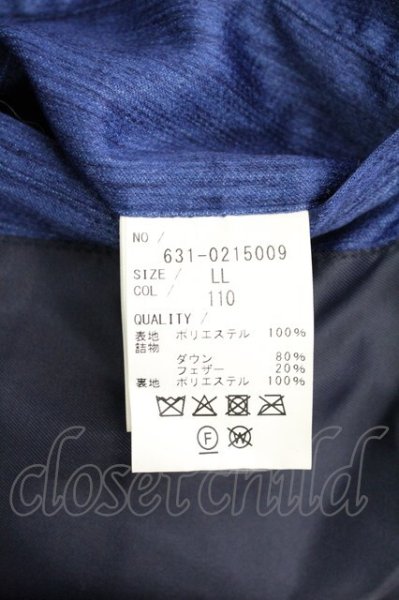 NO /
631-0215009
SIZE / LL
COL / 110
QUALITY /
表地 ポリエステル 100%
詰物
ダウン 80%
フェザー 20%
裏地 ポリエステル 100%
F W
closet child